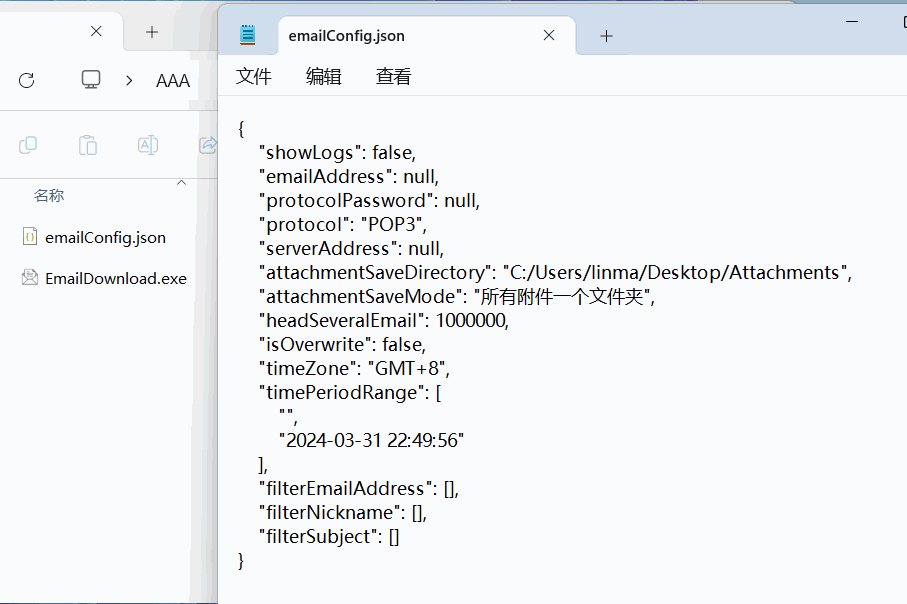 emailConfig.json
文件 编辑 查看
AAA
名称
emailConfig.json
EmailDownload.exe
{
"showLogs": false,
"emailAddress": null,
"protocolPassword": null,
"protocol": "POP3",
"serverAddress": null,
"attachmentSaveDirectory": "C:/Users/linma/Desktop/Attachments",
"attachmentSaveMode": "所有附件一个文件夹",
"headSeveralEmail": 1000000,
"isOverwrite": false,
"timeZone": "GMT+8",
"timePeriodRange": [
"",
"2024-03-31 22:49:56"
],
"filterEmailAddress": [],
"filterNickname": [],
"filterSubject": []
}